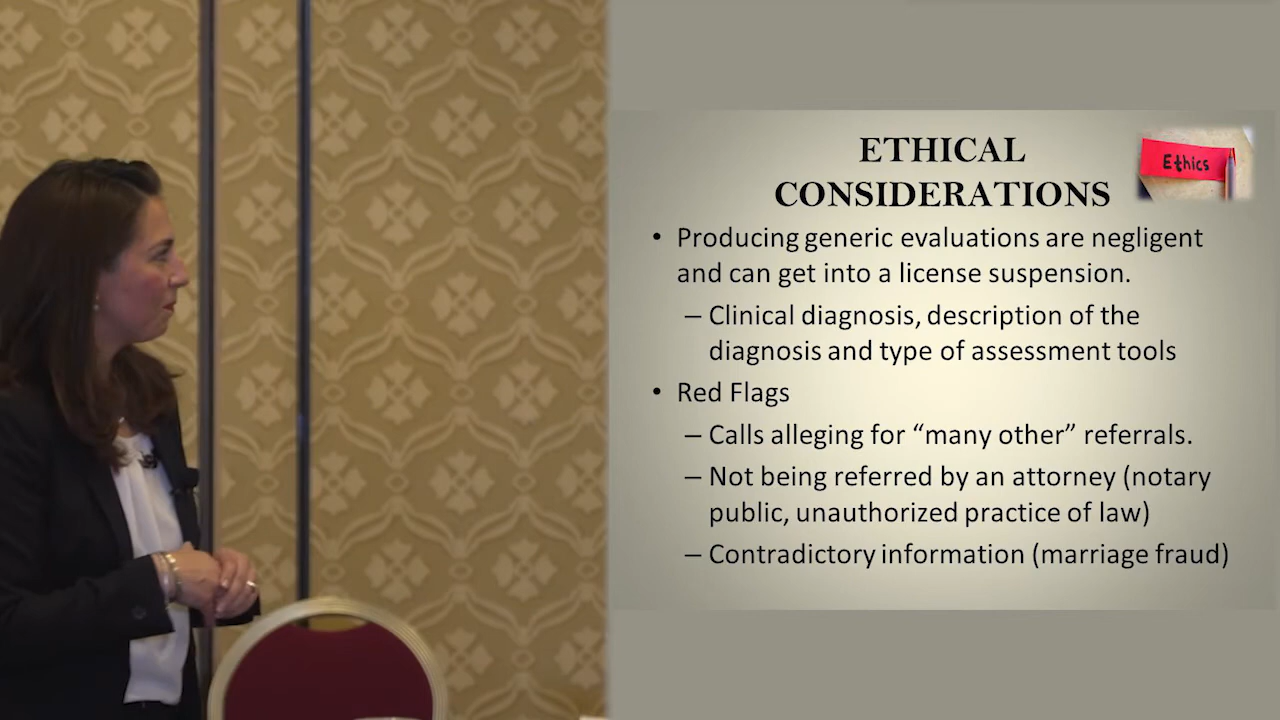 ETHICAL
CONSIDERATIONS
Ethics
• Producing generic evaluations are negligent
and can get into a license suspension.
– Clinical diagnosis, description of the
diagnosis and type of assessment tools
• Red Flags
– Calls alleging for “many other” referrals.
– Not being referred by an attorney (notary
public, unauthorized practice of law)
– Contradictory information (marriage fraud)